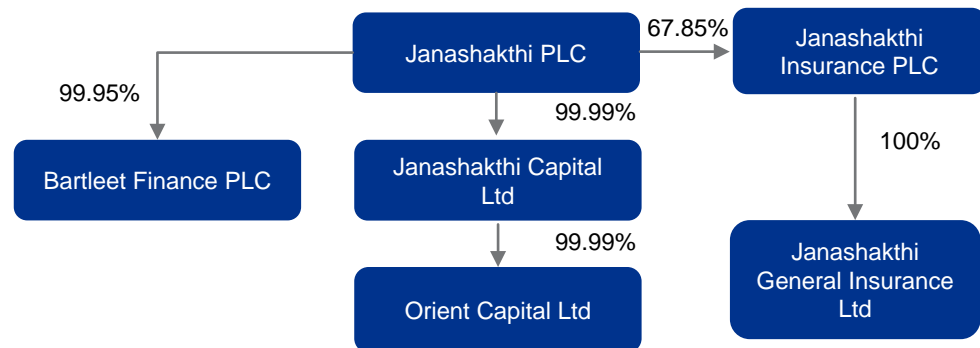 67.85%
Janashakthi PLC
Janashakthi
Insurance PLC
99.95%
99.99%
100%
Bartleet Finance PLC
Janashakthi Capital
Ltd
99.99%
Janashakthi
General Insurance
Ltd
Orient Capital Ltd